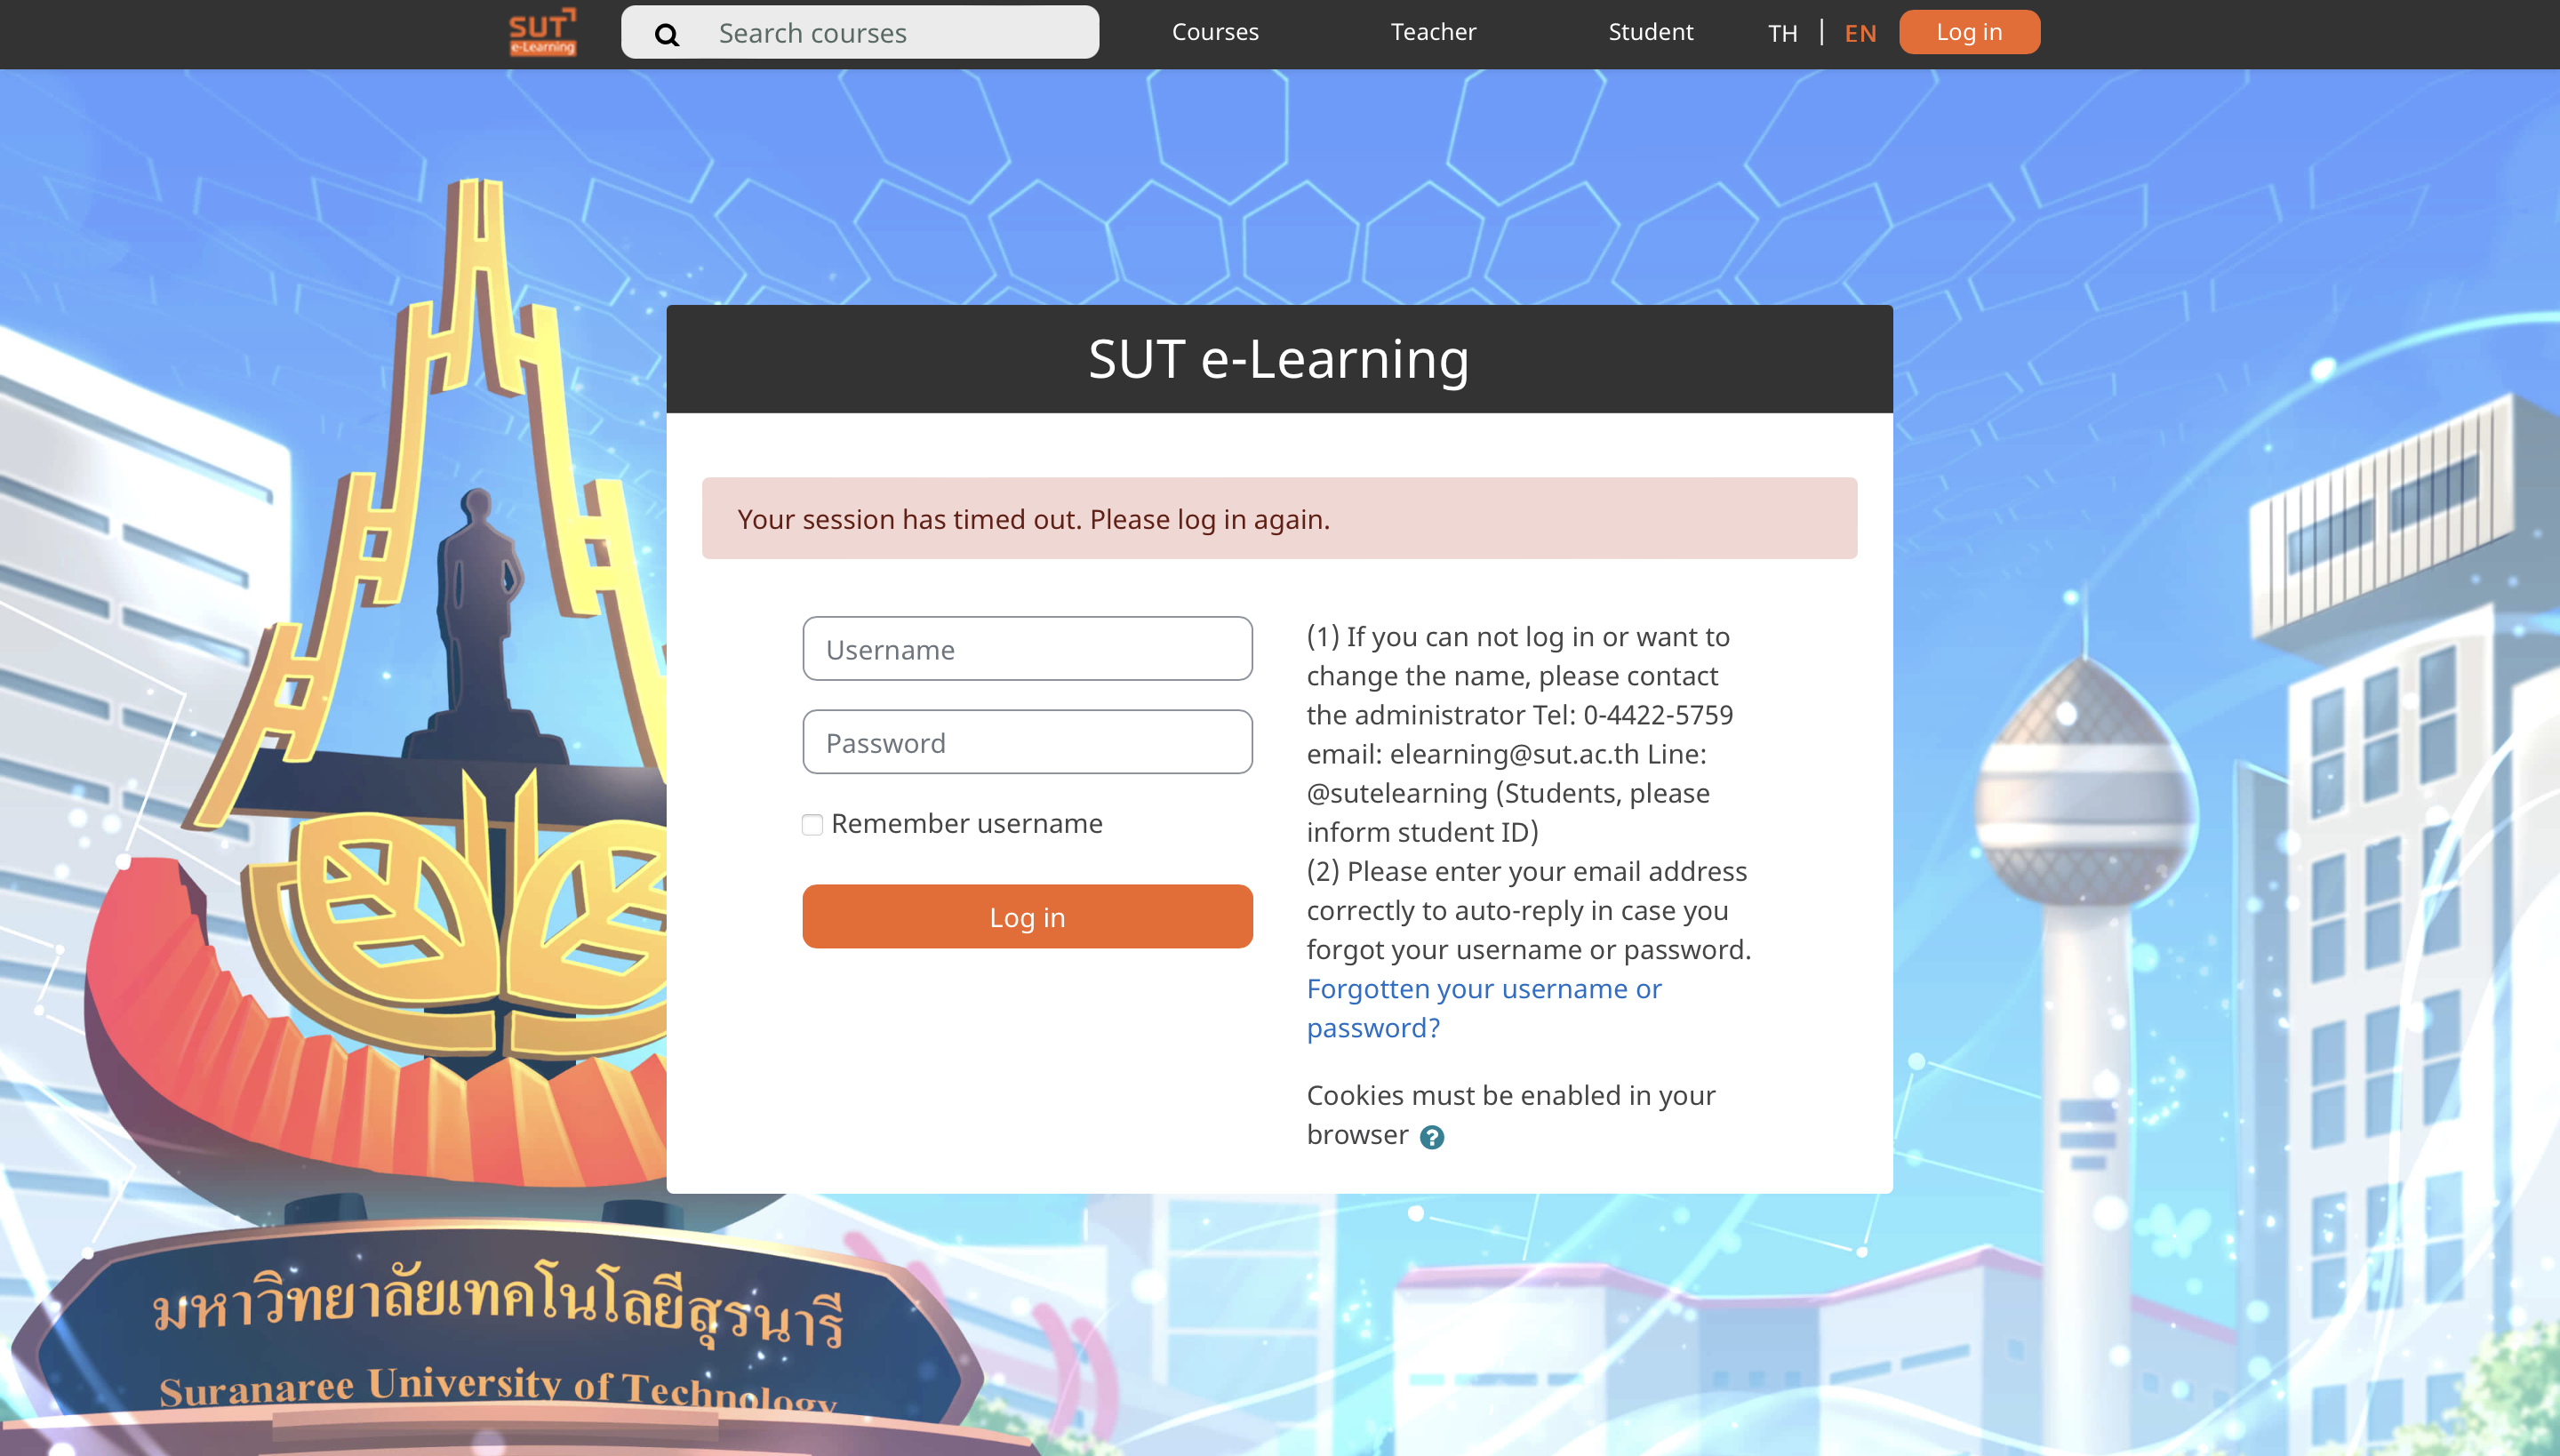 SUT
e-Learning
Search courses
Courses
Teacher
Student
TH | EN
Log in
SUT e-Learning
Your session has timed out. Please log in again.
Username
Password
Remember username
Log in
(1) If you can not log in or want to
change the name, please contact
the administrator Tel: 0-4422-5759
email: elearning@sut.ac.th Line:
@sutelearning (Students, please
inform student ID)
(2) Please enter your email address
correctly to auto-reply in case you
forgot your username or password.
Forgotten your username or
password?
Cookies must be enabled in your
browser ?
มหาวิทยาลัยเทคโนโลยีสุรนารี
Suranaree University of Technology